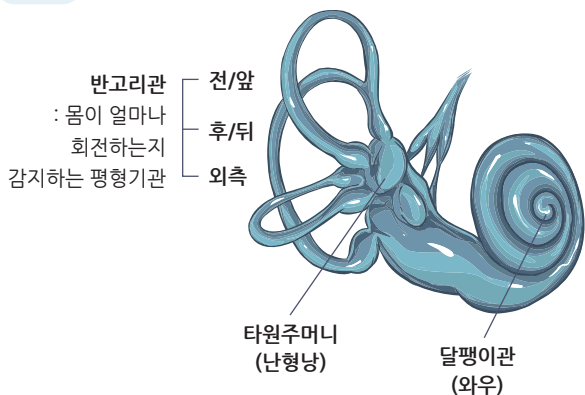 반고리관
: 몸이 얼마나
회전하는지
감지하는 평형기관
전/앞
후/뒤
외측
타원주머니
(난형낭)
달팽이관
(와우)